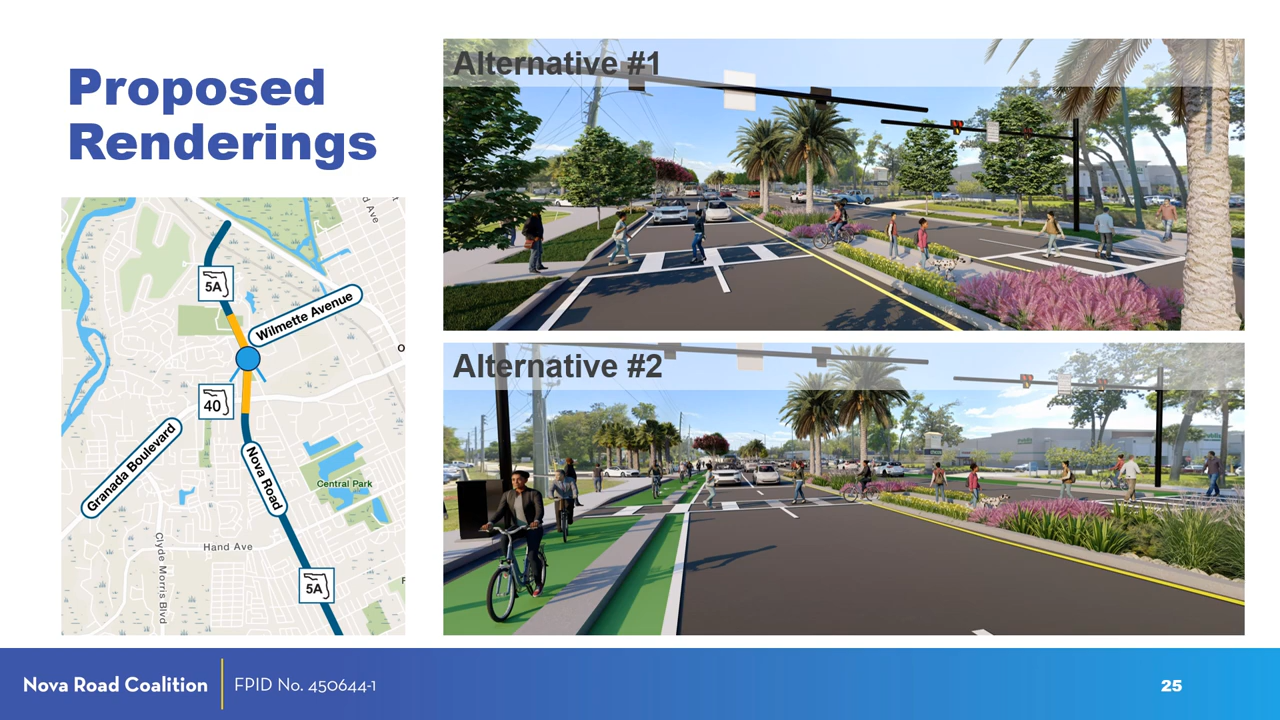 Proposed
Renderings
Alternative #1
Alternative #2
d Ave
5A
Wilmette Avenue
40
Granada Boulevard
Nova Road
Central Park
Hand Ave
Clyde Morris Blvd
5A
Nova Road Coalition
FPID No. 450644-1
25